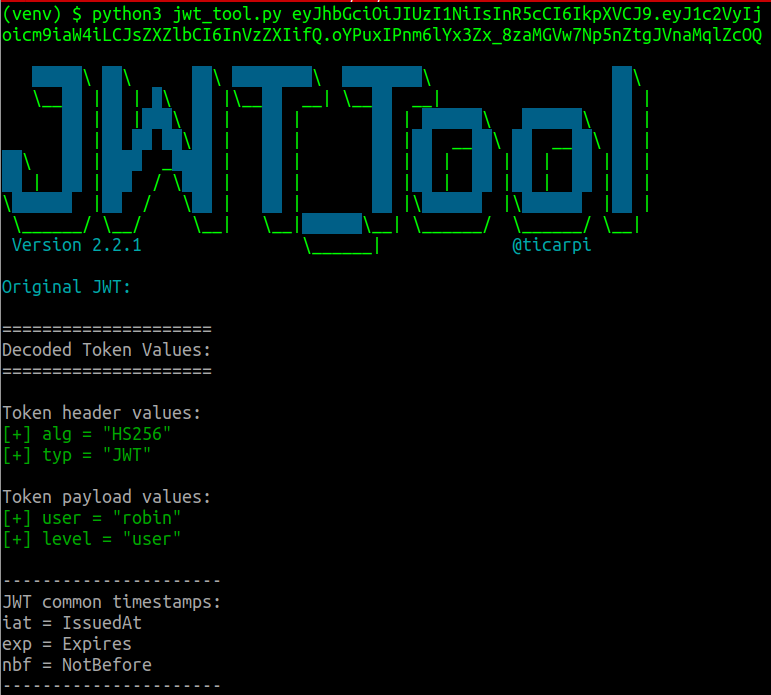 (venv) $ python3 jwt_tool.py eyJhbGciOiJIUzI1NiIsInR5cCI6IkpXVCJ9.eyJ1c2VyIj
oicm9iaW4iLCJsZXZlbCI6InVzZXIifQ.oYPuxIPnm6lYx3Zx_8zaMGVw7Np5nZtgJVnaMqlZcOQ
JWT_Tool
Version 2.2.1 @ticarpi
Original JWT:
=====================
Decoded Token Values:
=====================
Token header values:
[+] alg = "HS256"
[+] typ = "JWT"
Token payload values:
[+] user = "robin"
[+] level = "user"
----------------------
JWT common timestamps:
iat = IssuedAt
exp = Expires
nbf = NotBefore
----------------------